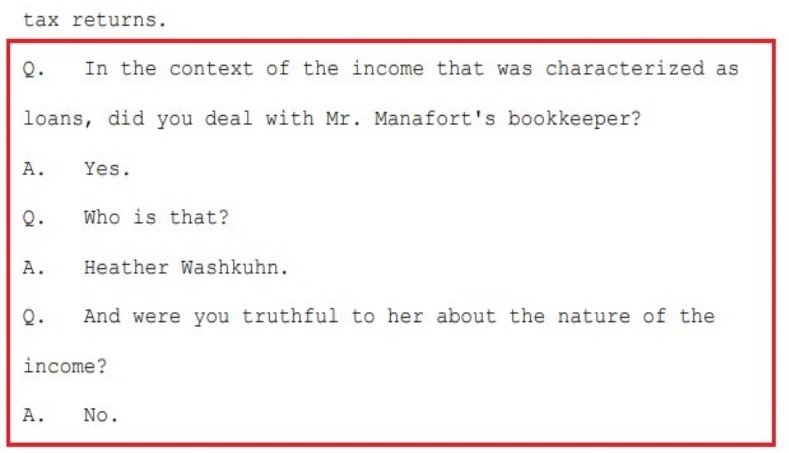 tax returns.
Q. In the context of the income that was characterized as
loans, did you deal with Mr. Manafort's bookkeeper?
A. Yes.
Q. Who is that?
A. Heather Washkuhn.
Q. And were you truthful to her about the nature of the
income?
A. No.